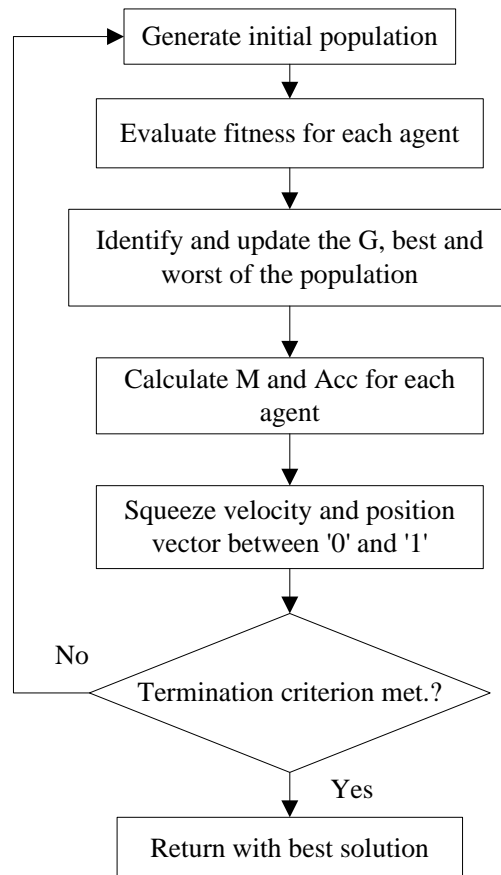 Generate initial population
Evaluate fitness for each agent
Identify and update the G, best and
worst of the population
Calculate M and Acc for each
agent
Squeeze velocity and position
vector between '0' and '1'
No
Termination criterion met.?
Yes
Return with best solution